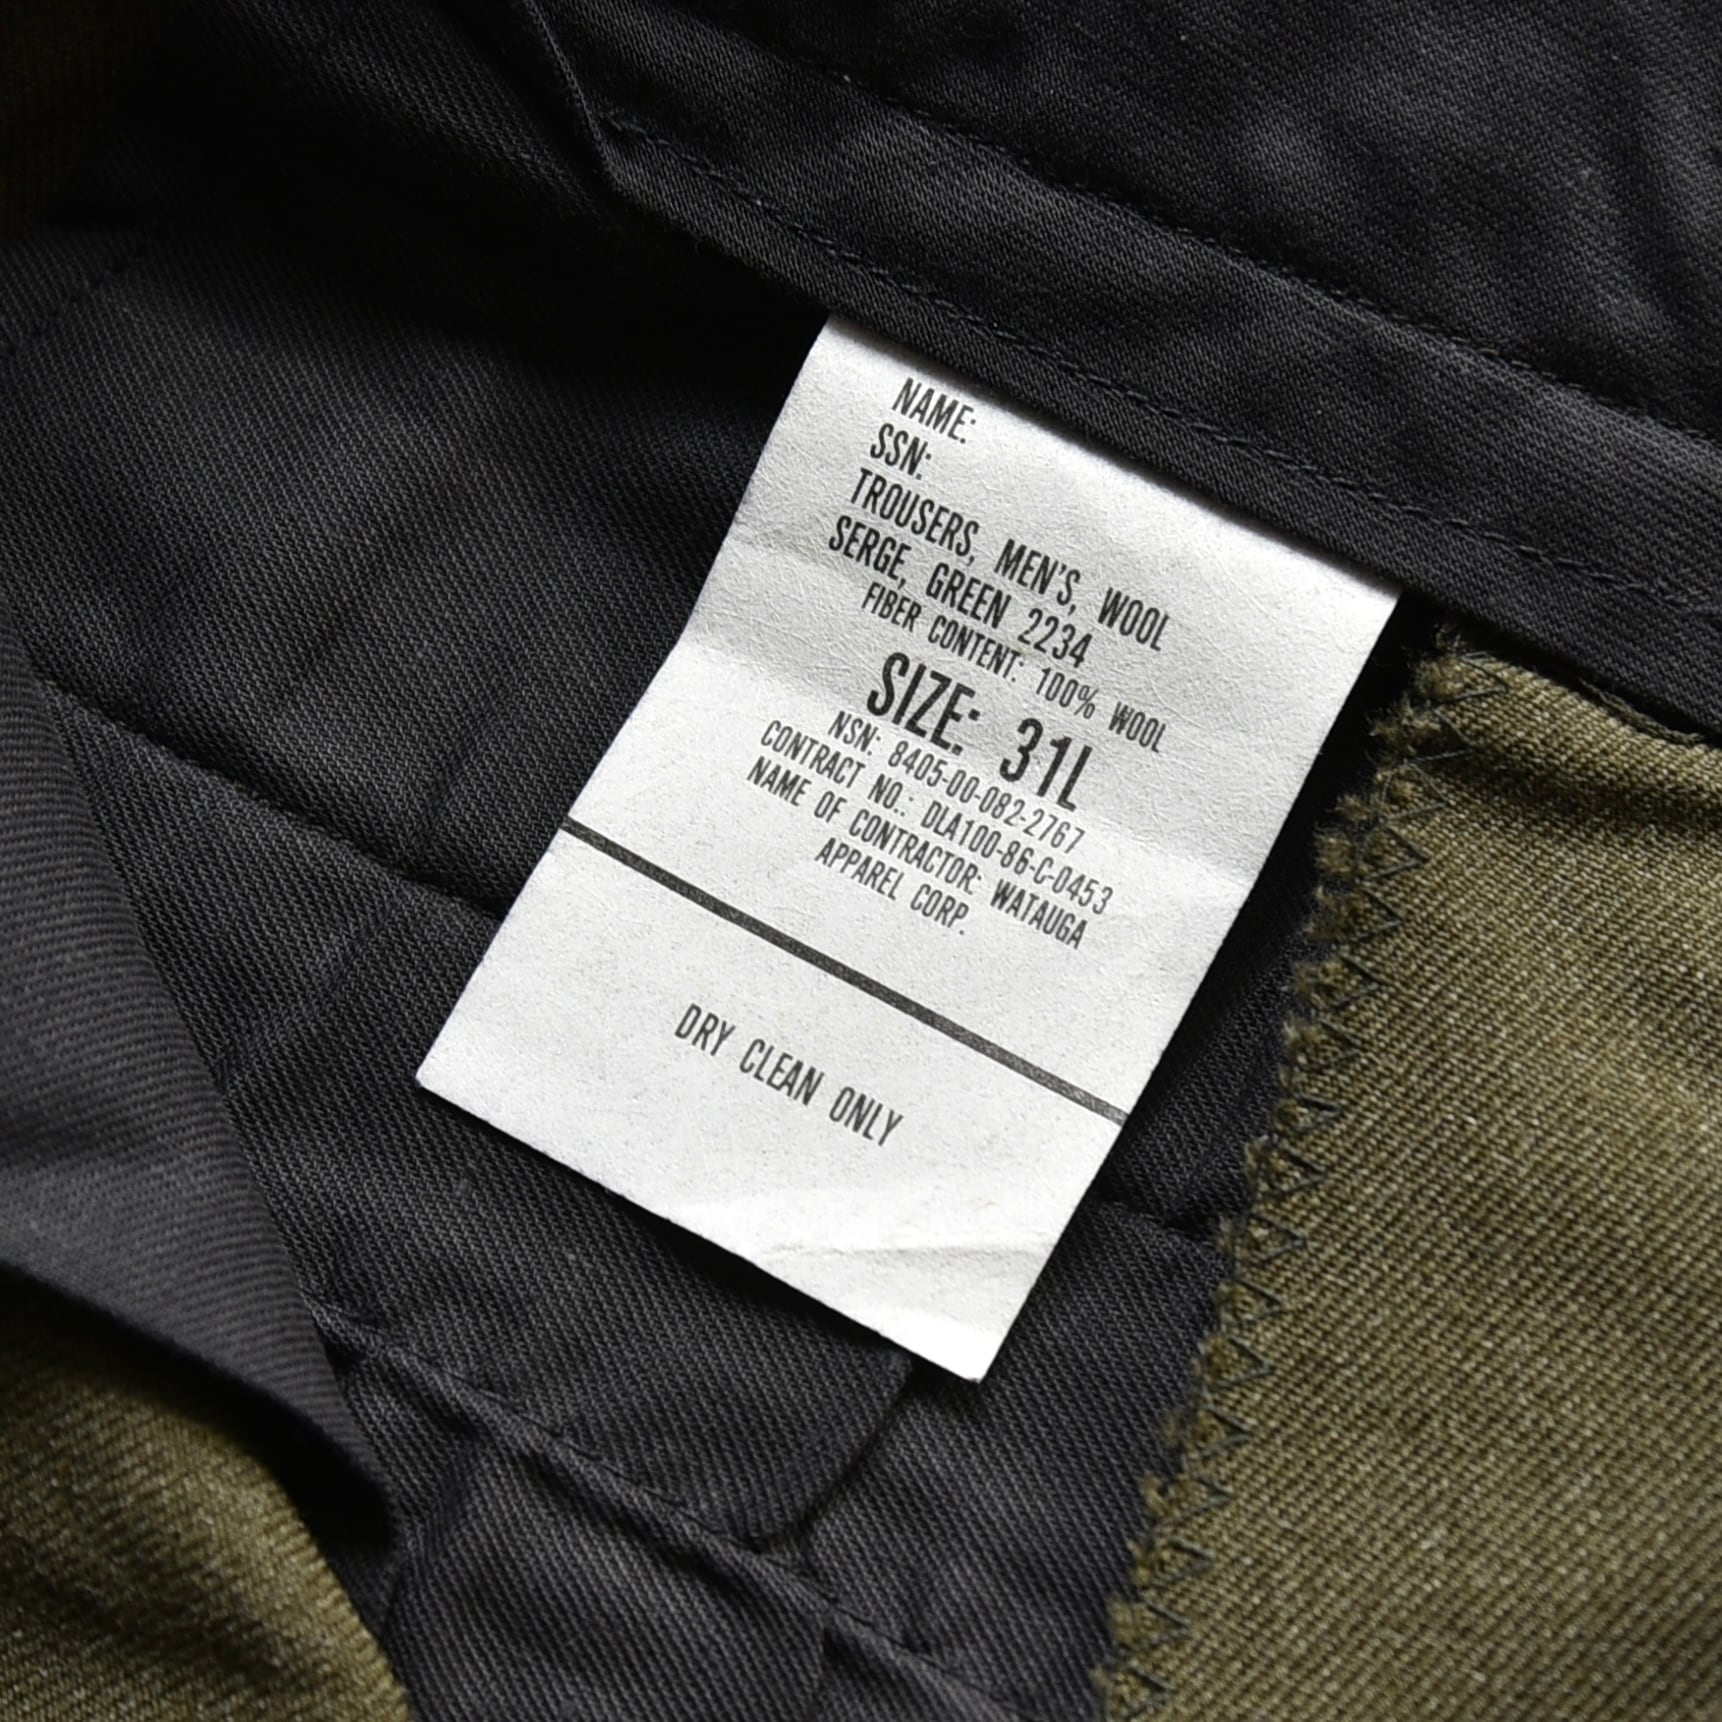 NAME:
SSN:
TROUSERS, MEN'S, WOOL
SERGE, GREEN 2234
FIBER CONTENT: 100% WOOL
SIZE: 31L
NSN: 8405-00-082-2767
CONTRACT NO.: DLA100-86-C-0453
NAME OF CONTRACTOR: WATAUGA
APPAREL CORP.
DRY CLEAN ONLY